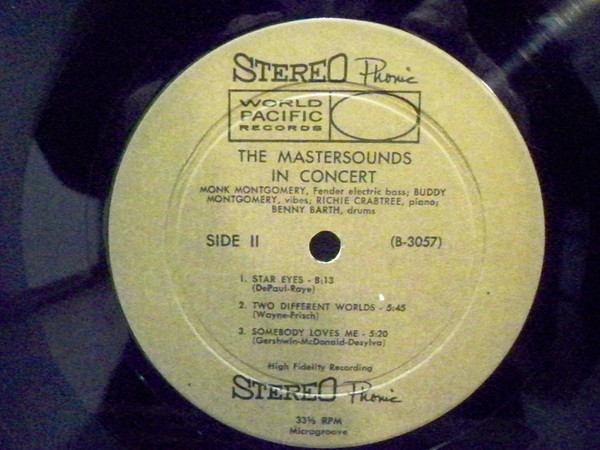 STEREO Phonic
WORLD
PACIFIC
RECORDS
THE MASTERSOUNDS
IN CONCERT
MONK MONTGOMERY, Fender electric bass; BUDDY
MONTGOMERY, vibes; RICHIE CRABTREE, piano;
BENNY BARTH, drums
SIDE II (B-3057)
1. STAR EYES - 8:13
(DePaul-Raye)
2. TWO DIFFERENT WORLDS - 5:45
(Wayne-Frisch)
3. SOMEBODY LOVES ME - 5:20
(Gershwin-McDonald-Desylva)
High Fidelity Recording
STEREO Phonic
33⅓ RPM
Microgroove